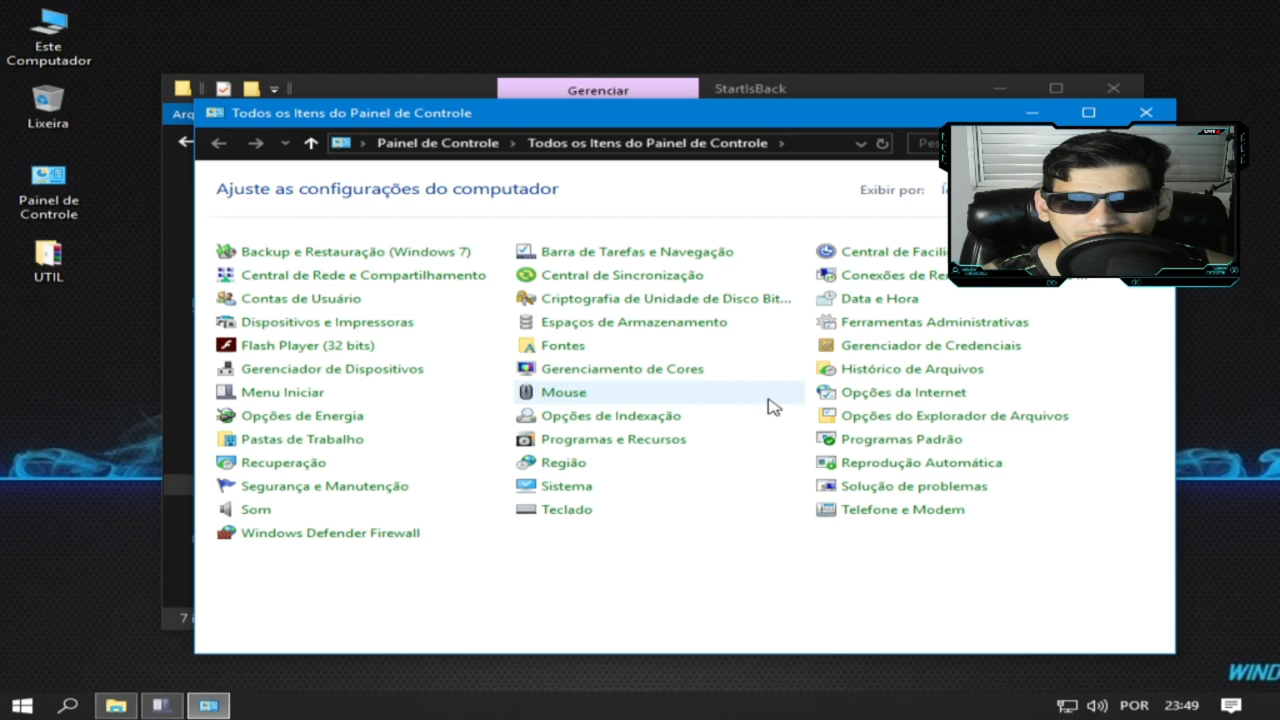 Este
Computador
Lixeira
Painel de
Controle
UTIL
Gerenciar
StartIsBack
Arq
Todos os Itens do Painel de Controle
Painel de Controle
Todos os Itens do Painel de Controle
Pes
Ajuste as configurações do computador
Exibir por:
Backup e Restauração (Windows 7)
Barra de Tarefas e Navegação
Central de Facili
Central de Rede e Compartilhamento
Central de Sincronização
Conexões de Re
Contas de Usuário
Criptografia de Unidade de Disco Bit...
Data e Hora
Dispositivos e Impressoras
Espaços de Armazenamento
Ferramentas Administrativas
Flash Player (32 bits)
Fontes
Gerenciador de Credenciais
Gerenciador de Dispositivos
Gerenciamento de Cores
Histórico de Arquivos
Menu Iniciar
Mouse
Opções da Internet
Opções de Energia
Opções de Indexação
Opções do Explorador de Arquivos
Pastas de Trabalho
Programas e Recursos
Programas Padrão
Recuperação
Região
Reprodução Automática
Segurança e Manutenção
Sistema
Solução de problemas
Som
Teclado
Telefone e Modem
Windows Defender Firewall
7 i
WIND
POR
23:49